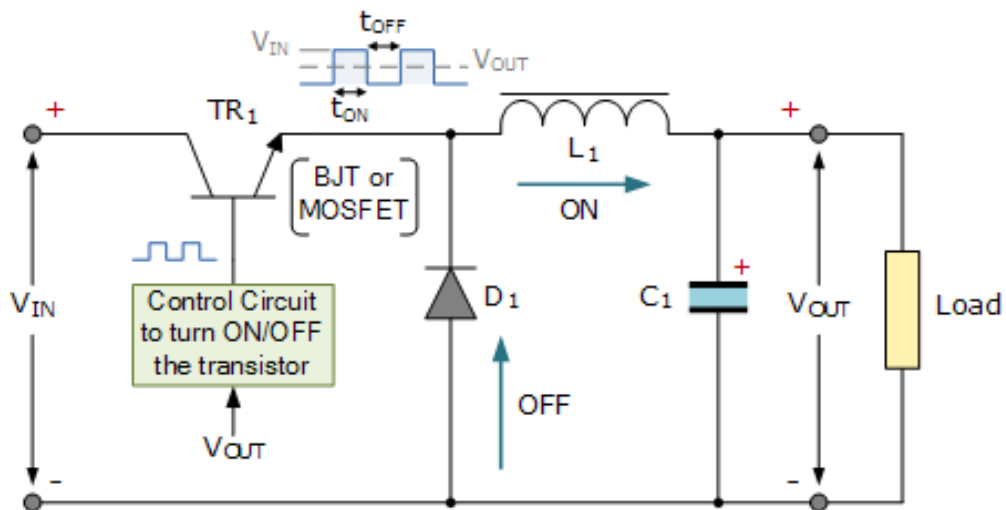 tOFF
VIN
VOUT
tON
+
TR1
+
L1
BJT or
MOSFET
ON
+
VIN
Control Circuit
to turn ON/OFF
the transistor
D1
C1
VOUT
Load
OFF
VOUT
-
-